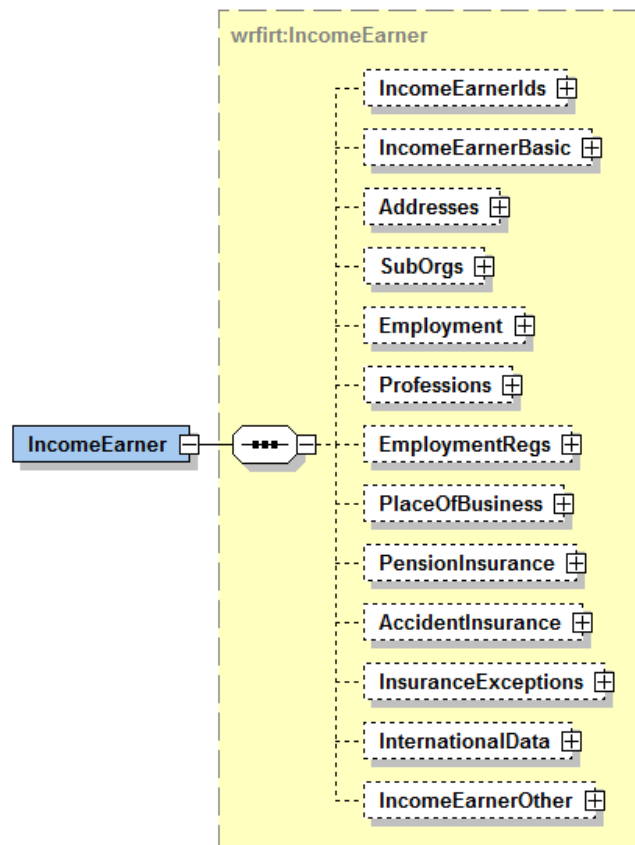 wrfirt:IncomeEarner
IncomeEarnerIds
IncomeEarnerBasic
Addresses
SubOrgs
Employment
Professions
IncomeEarner
EmploymentRegs
PlaceOfBusiness
PensionInsurance
AccidentInsurance
InsuranceExceptions
InternationalData
IncomeEarnerOther